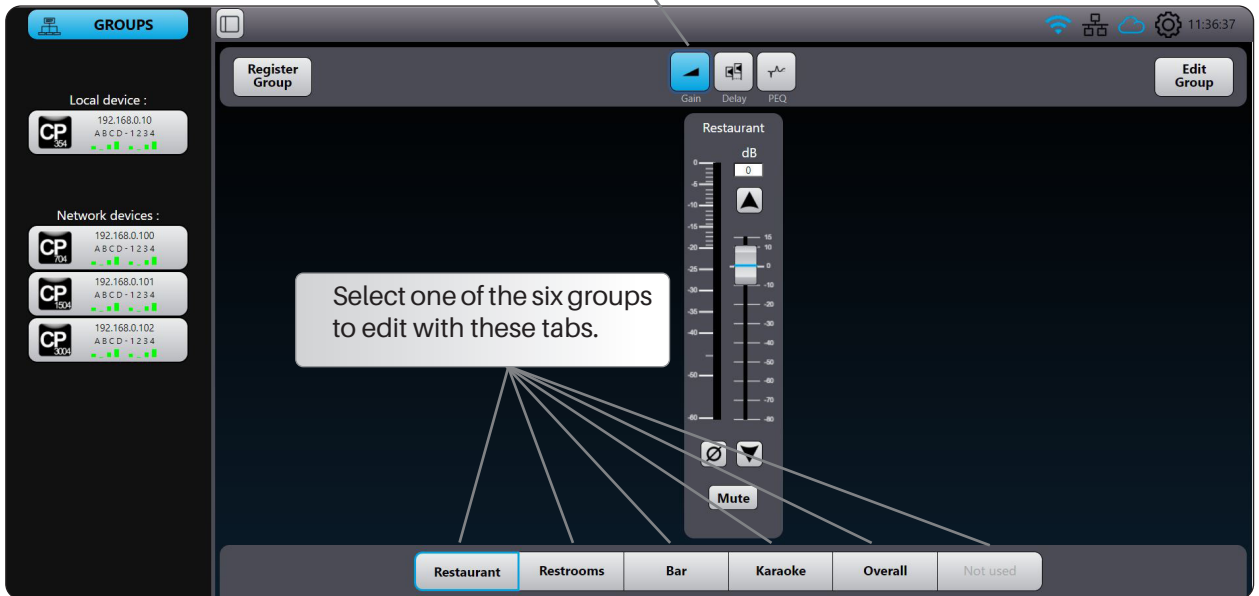 GROUPS
11:36:37
Register
Group
Gain
Delay
PEQ
Edit
Group
Local device :
CP
354
192.168.0.10
ABCD-1234
Network devices :
CP
704
192.168.0.100
ABCD-1234
CP
1504
192.168.0.101
ABCD-1234
CP
3004
192.168.0.102
ABCD-1234
Restaurant
dB
0
0
-5
-10
-15
-20
-25
-30
-35
-40
-50
-60
15
10
0
-10
-20
-30
-40
-50
-60
-70
-80
Ø
Mute
Select one of the six groups
to edit with these tabs.
Restaurant
Restrooms
Bar
Karaoke
Overall
Not used